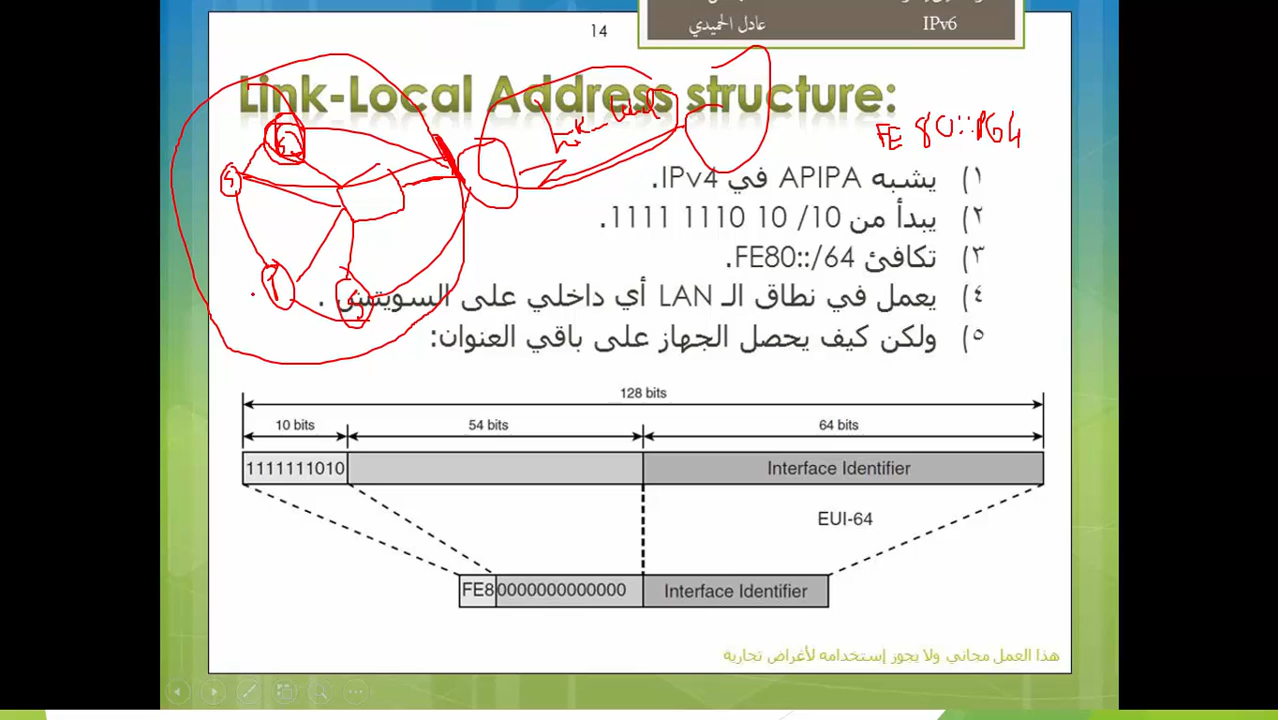 عادل الحميدي
IPv6
14
Link-Local Address structure:
FE 80::/64
١) يشبه APIPA في IPv4.
٢) يبدأ من 10/ 10 1110 1111.
٣) تكافئ FE80::/64.
٤) يعمل في نطاق الـ LAN أي داخلي على السويتش .
٥) ولكن كيف يحصل الجهاز على باقي العنوان:
128 bits
10 bits 54 bits 64 bits
1111111010 Interface Identifier
EUI-64
FE80000000000000 Interface Identifier
هذا العمل مجاني ولا يجوز إستخدامه لأغراض تجارية